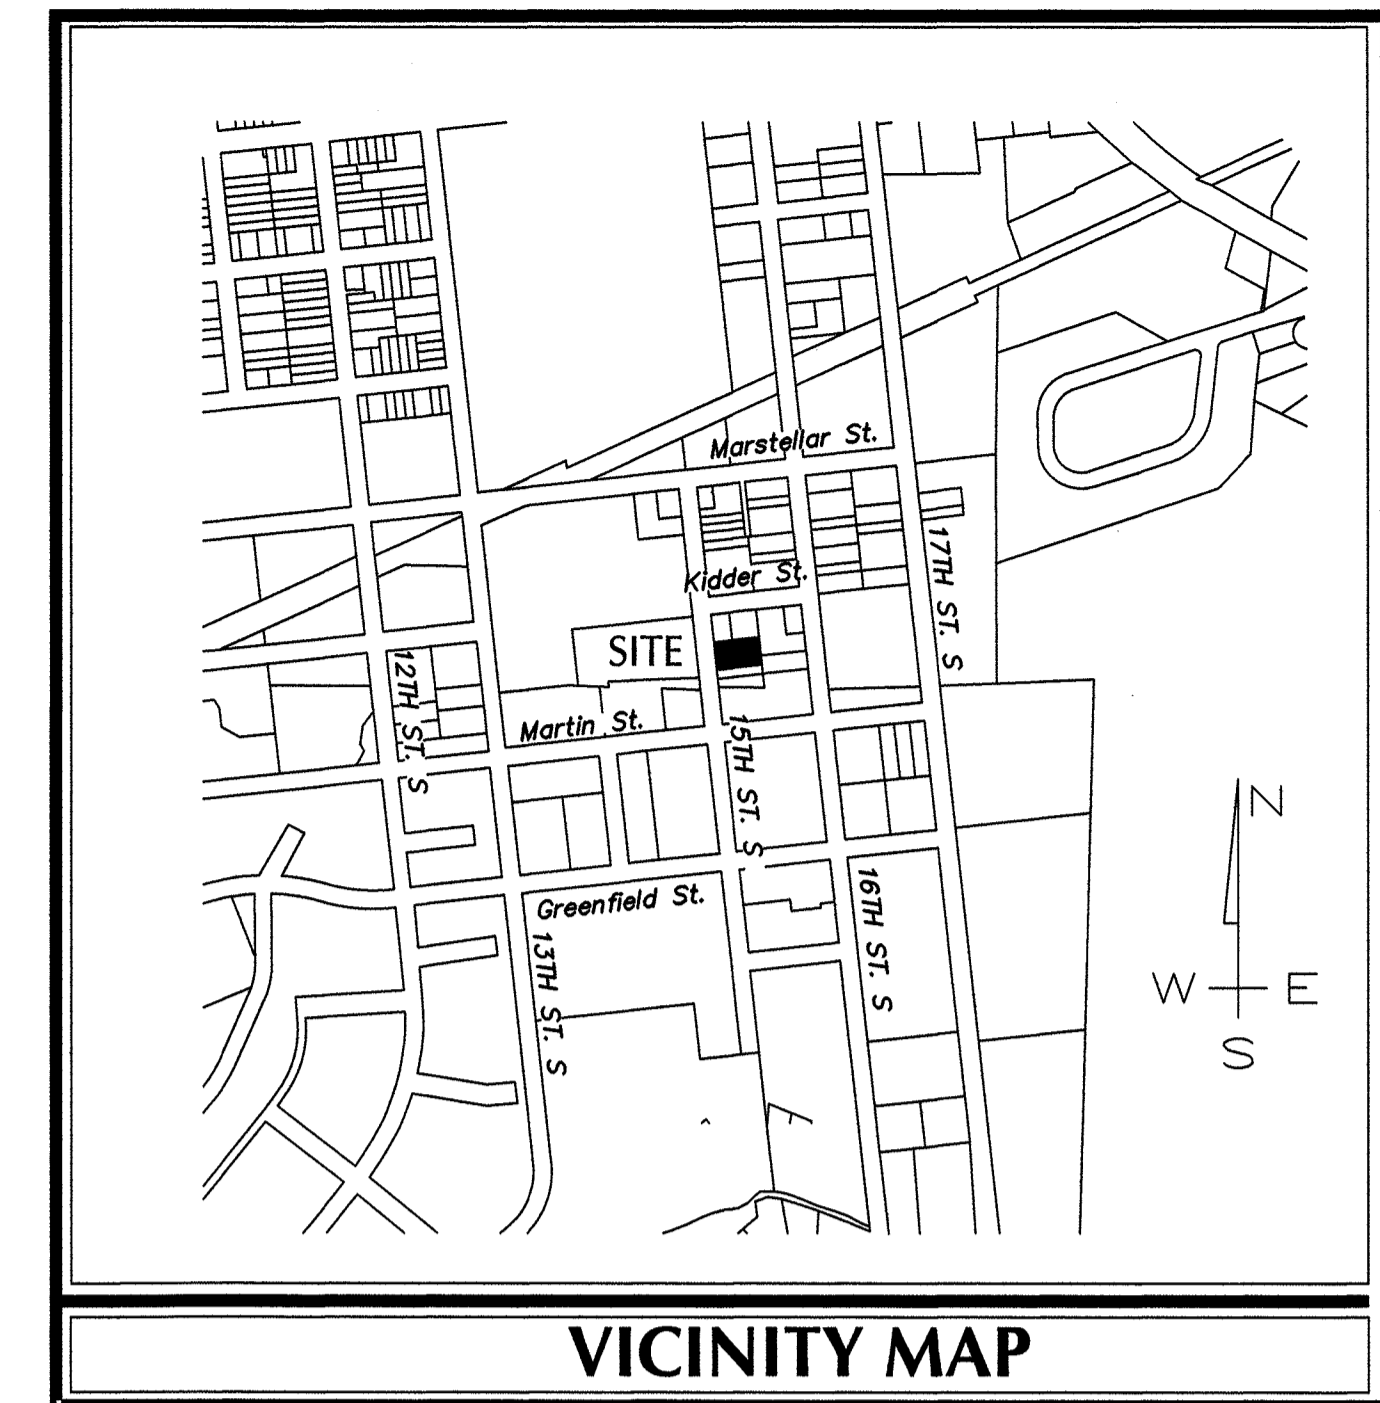 Marstellar St.
Kidder St.
17TH ST. S
SITE
12TH ST. S
Martin St.
15TH ST. S
N
Greenfield St.
16TH ST. S
13TH ST. S
W E
S
VICINITY MAP